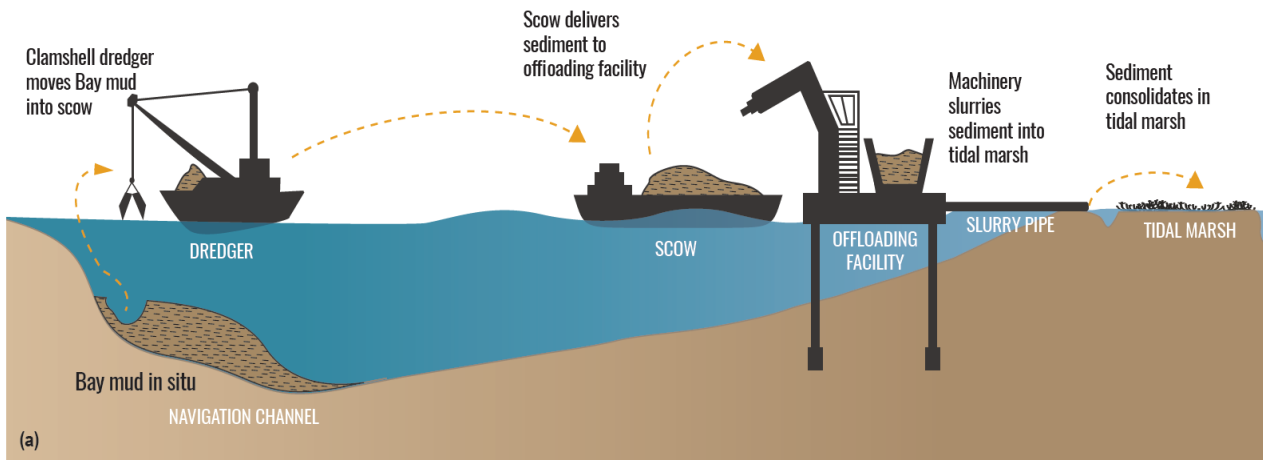 Clamshell dredger
moves Bay mud
into scow
Scow delivers
sediment to
offioading facility
Machinery
slurries
sediment into
tidal marsh
Sediment
consolidates in
tidal marsh
DREDGER
SCOW
OFFLOADING
FACILITY
SLURRY PIPE
TIDAL MARSH
Bay mud in situ
NAVIGATION CHANNEL
(a)